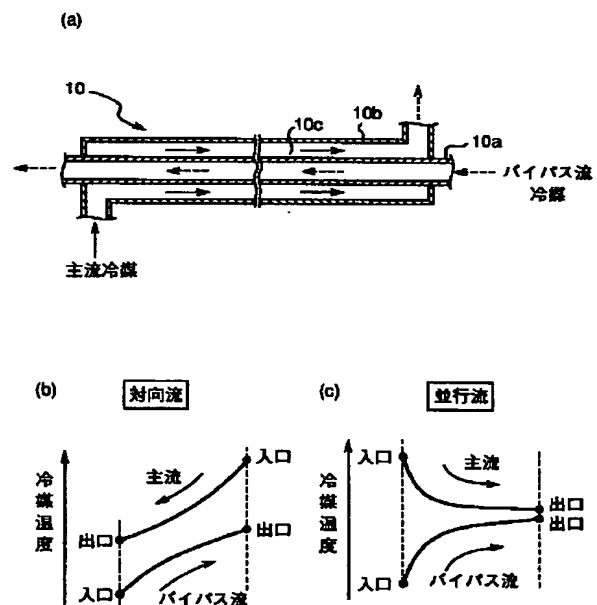 (a)
10
10c
10b
10a
バイパス流
冷媒
主流冷媒
(b)
対向流
冷媒温度
主流
入口
出口
出口
入口
バイパス流
(c)
並行流
冷媒温度
入口
主流
出口
出口
入口
バイパス流